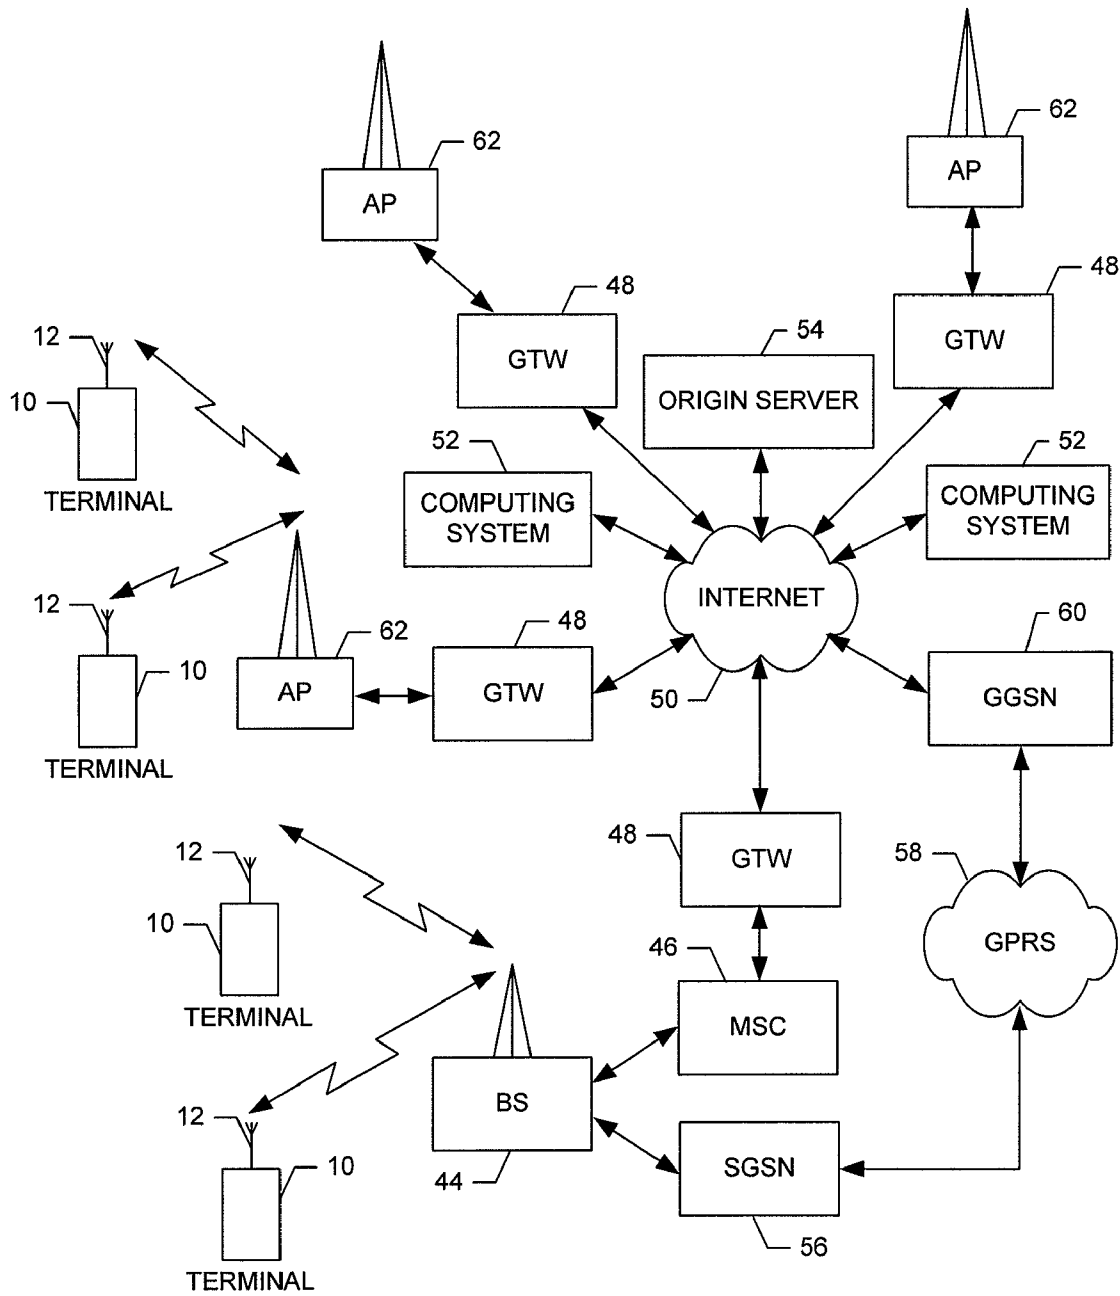 62
AP
62
AP
48
GTW
48
GTW
54
ORIGIN SERVER
12
10
TERMINAL
52
COMPUTING
SYSTEM
52
COMPUTING
SYSTEM
INTERNET
50
12
10
TERMINAL
62
AP
48
GTW
60
GGSN
48
GTW
58
GPRS
12
10
TERMINAL
46
MSC
BS
44
SGSN
56
12
10
TERMINAL